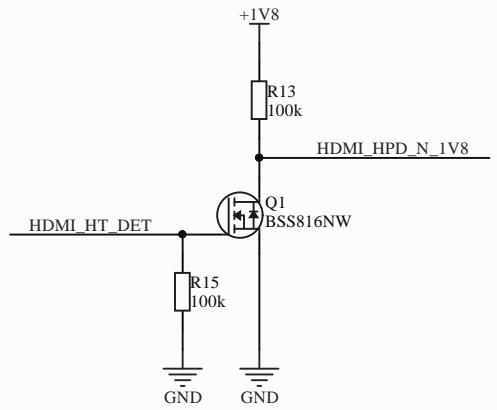 +1V8
R13
100k
HDMI_HPD_N_1V8
Q1
BSS816NW
HDMI_HT_DET
R15
100k
GND
GND